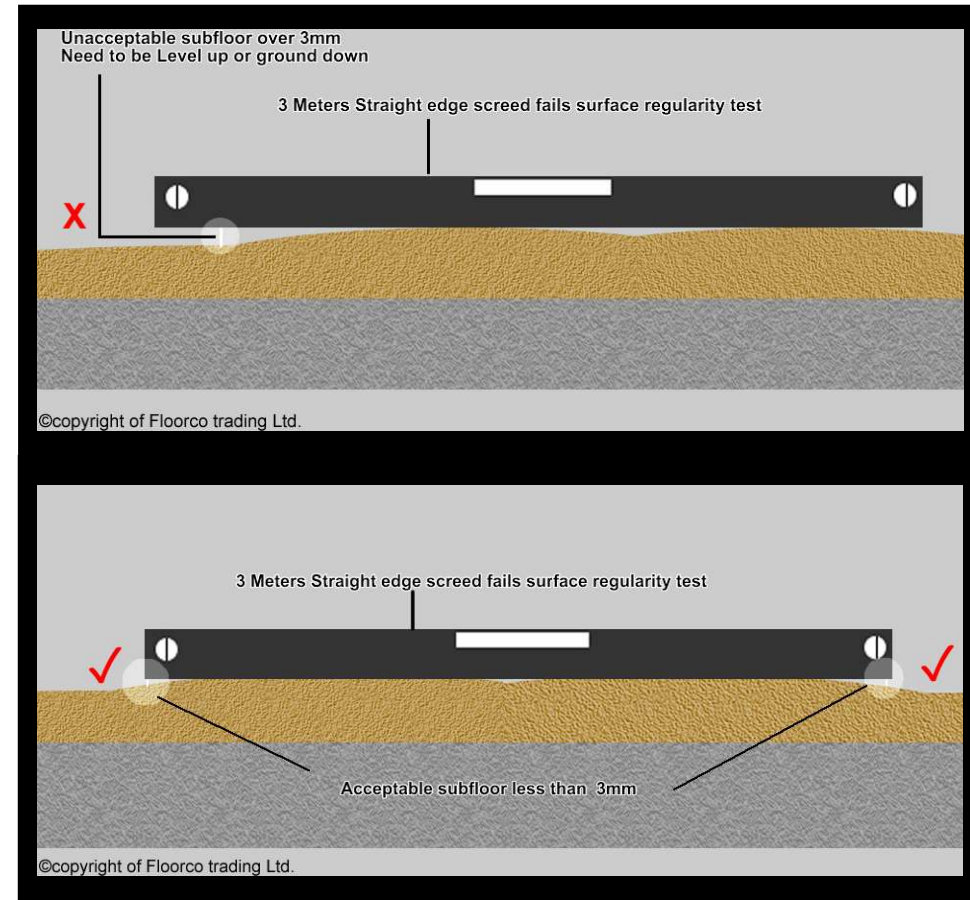 Unacceptable subfloor over 3mm
Need to be Level up or ground down
3 Meters Straight edge screed fails surface regularity test
X
©copyright of Floorco trading Ltd.
3 Meters Straight edge screed fails surface regularity test
Acceptable subfloor less than 3mm
©copyright of Floorco trading Ltd.